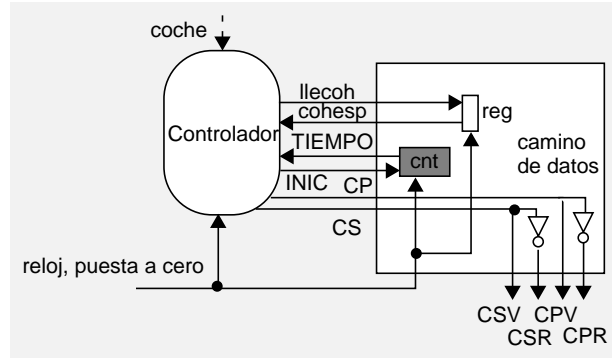 coche
llecoh
cohesp
reg
Controlador
TIEMPO
cnt
camino
de datos
INIC
CP
CS
reloj, puesta a cero
CSV
CPV
CSR
CPR